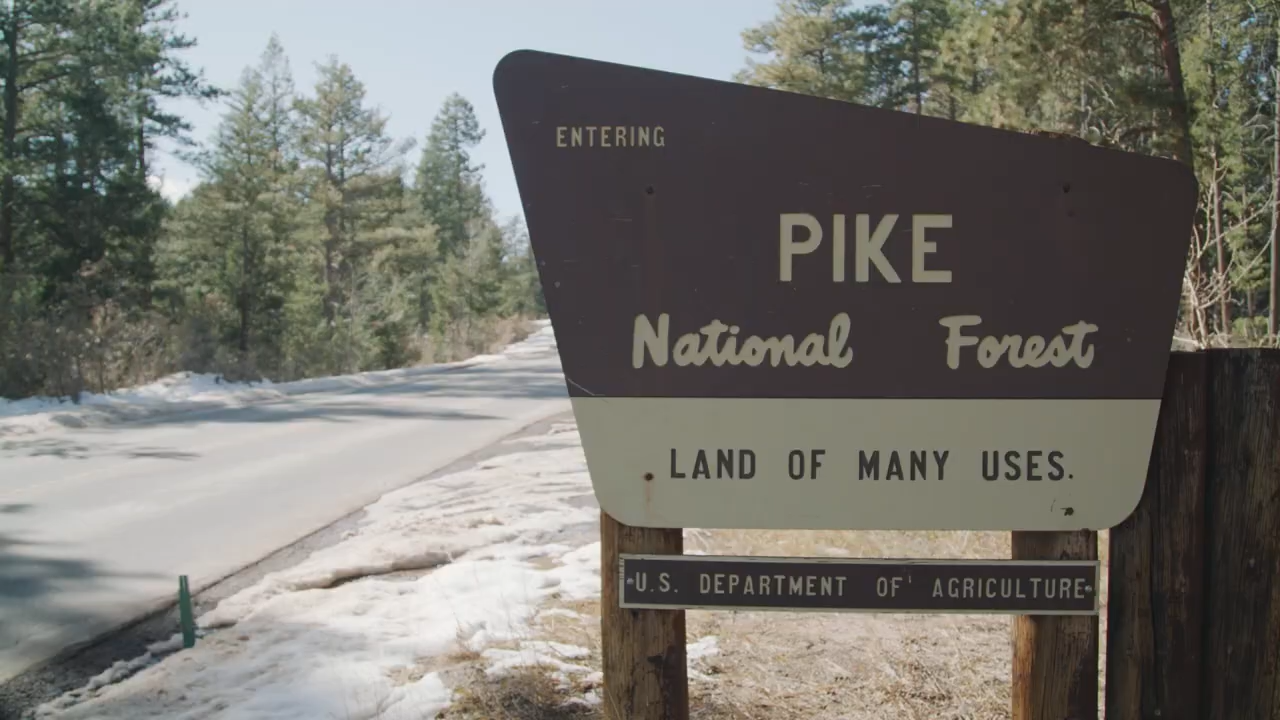 ENTERING
PIKE
National Forest
LAND OF MANY USES.
U.S. DEPARTMENT OF AGRICULTURE